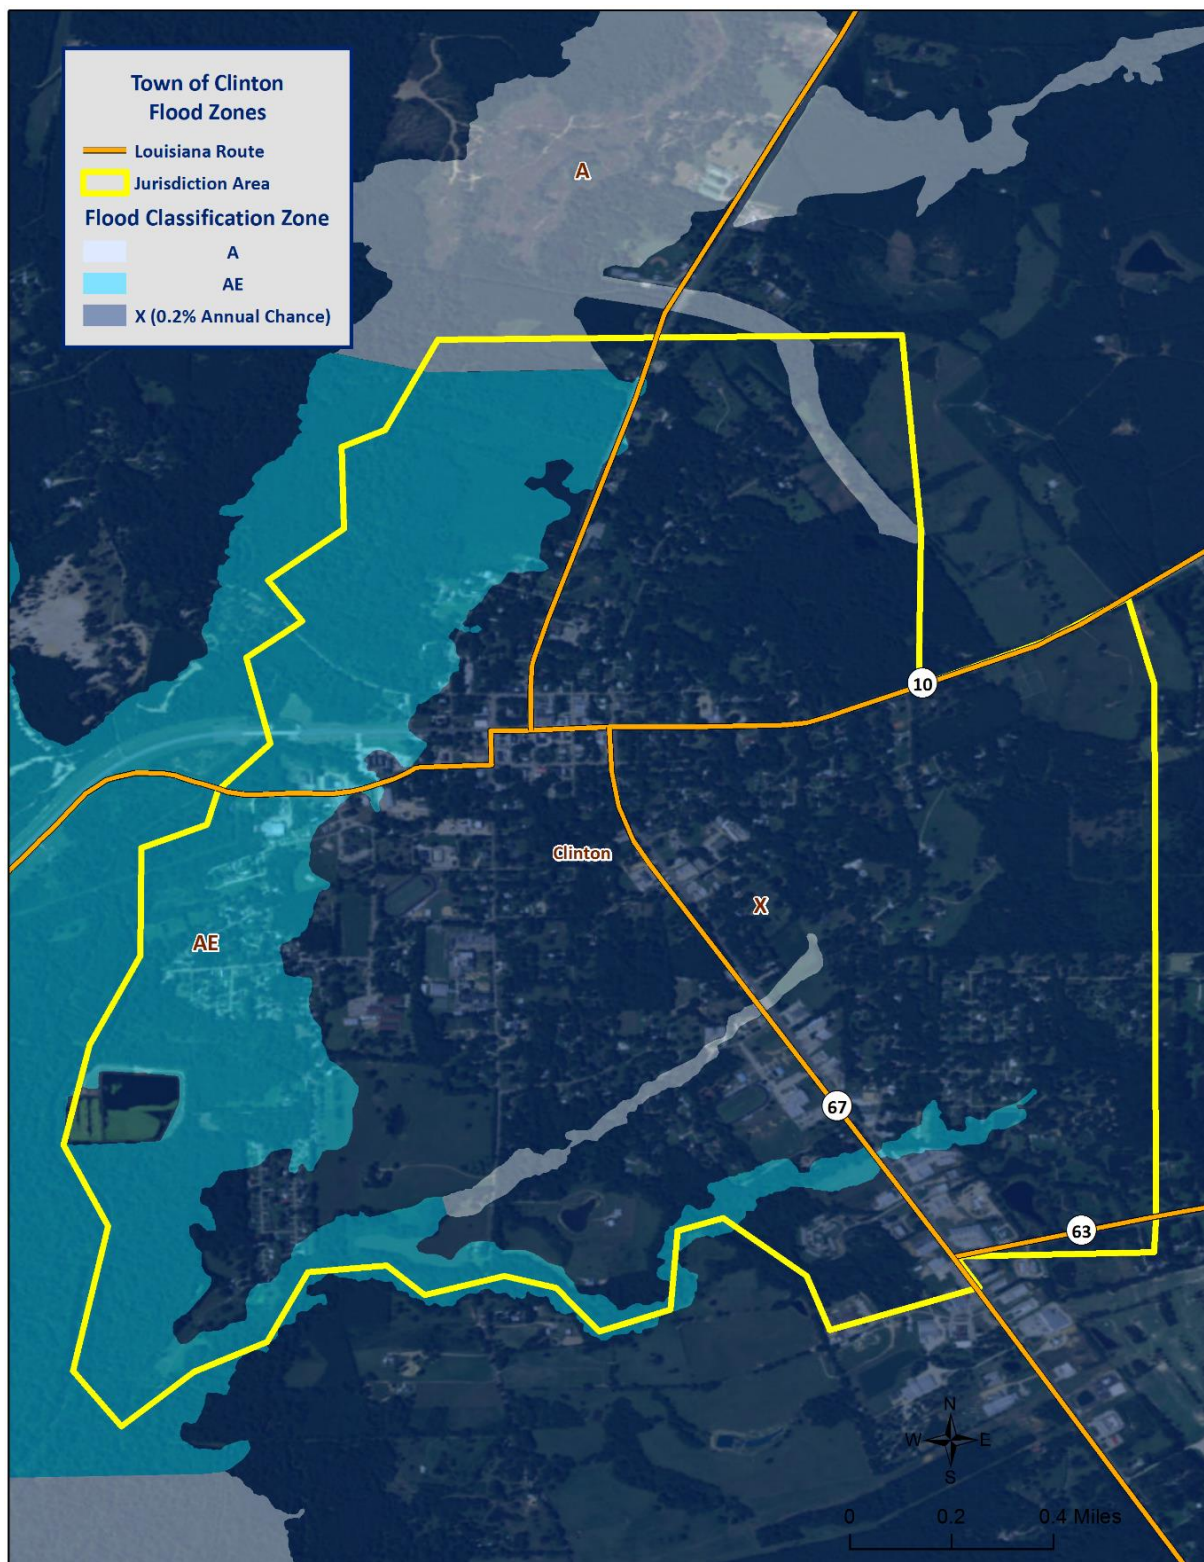 Town of Clinton
Flood Zones
Louisiana Route
Jurisdiction Area
Flood Classification Zone
A
AE
X (0.2% Annual Chance)
A
10
Clinton
X
AE
67
63
N
W E
S
0 0.2 0.4 Miles